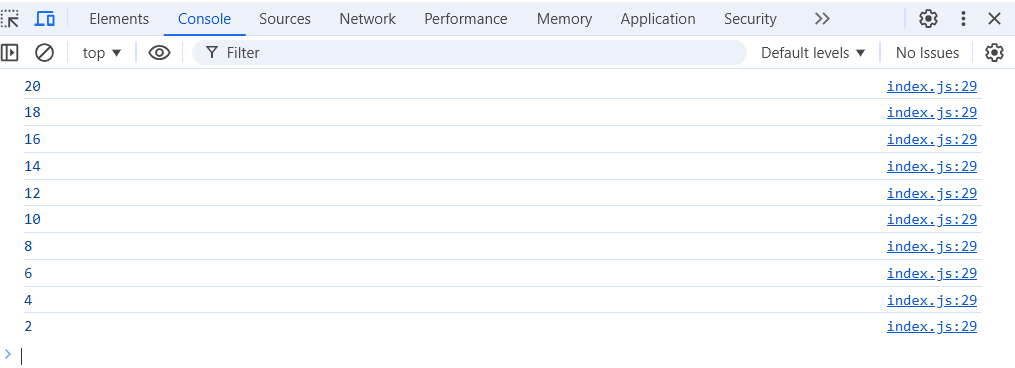 Elements Console Sources Network Performance Memory Application Security
top Filter Default levels No Issues
20 index.js:29
18 index.js:29
16 index.js:29
14 index.js:29
12 index.js:29
10 index.js:29
8 index.js:29
6 index.js:29
4 index.js:29
2 index.js:29